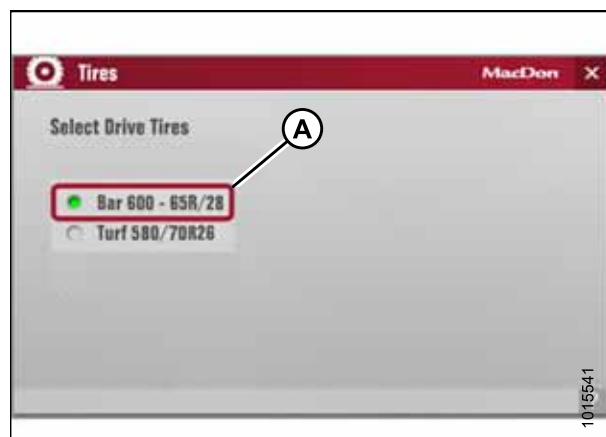 Tires MacDon X
Select Drive Tires
A
Bar 600 - 65R/28
Turf 580/70R26
1015541